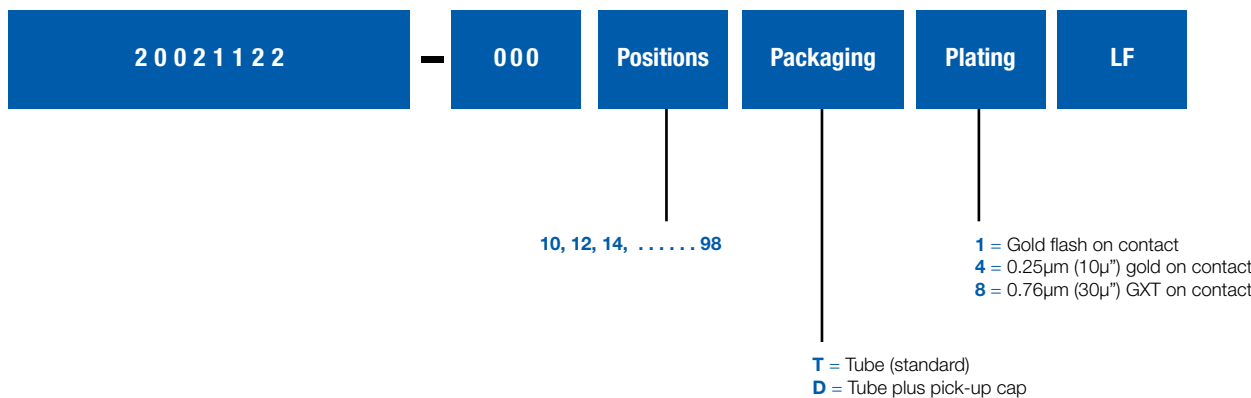 20021122 - 000 Positions Packaging Plating LF
10, 12, 14, . . . . . . 98
1 = Gold flash on contact
4 = 0.25µm (10µ”) gold on contact
8 = 0.76µm (30µ”) GXT on contact
T = Tube (standard)
D = Tube plus pick-up cap